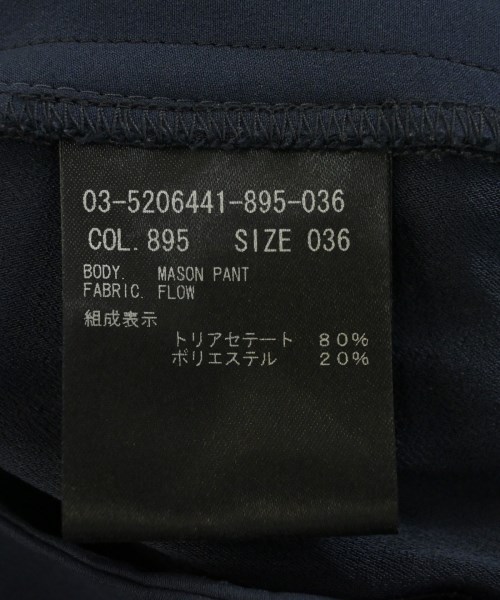 03-5206441-895-036
COL. 895 SIZE 036
BODY. MASON PANT
FABRIC. FLOW
組成表示
トリアセテート 80%
ポリエステル 20%